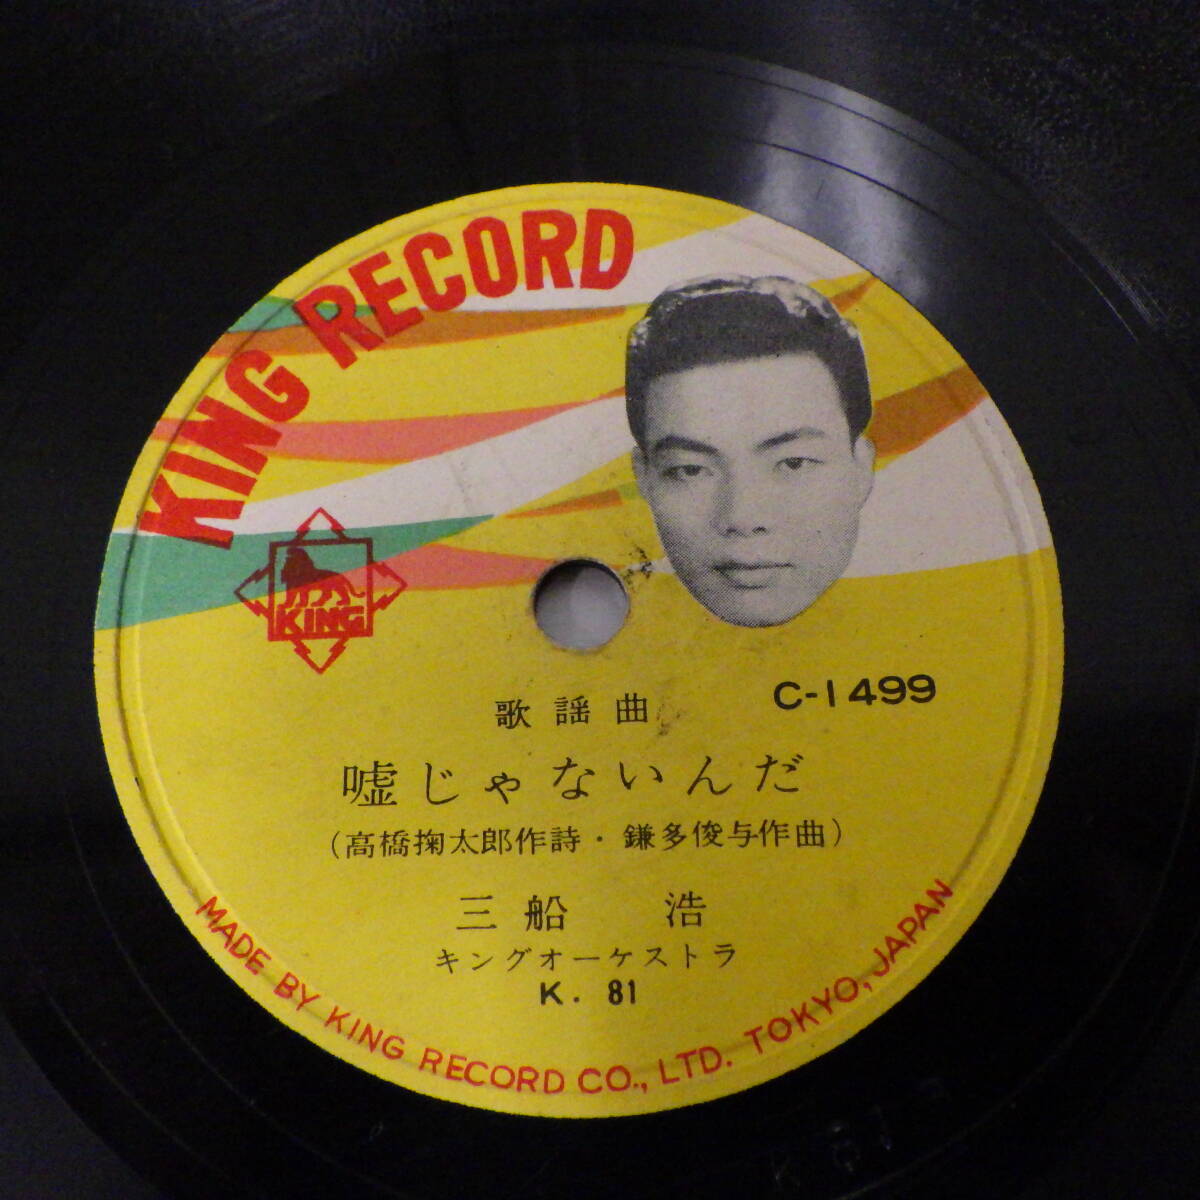 KING RECORD
KING
C-1499
歌謡曲
嘘じゃないんだ
(高橋掬太郎作詩・鎌多俊与作曲)
三船 浩
キングオーケストラ
K. 81
MADE BY KING RECORD CO., LTD. TOKYO, JAPAN